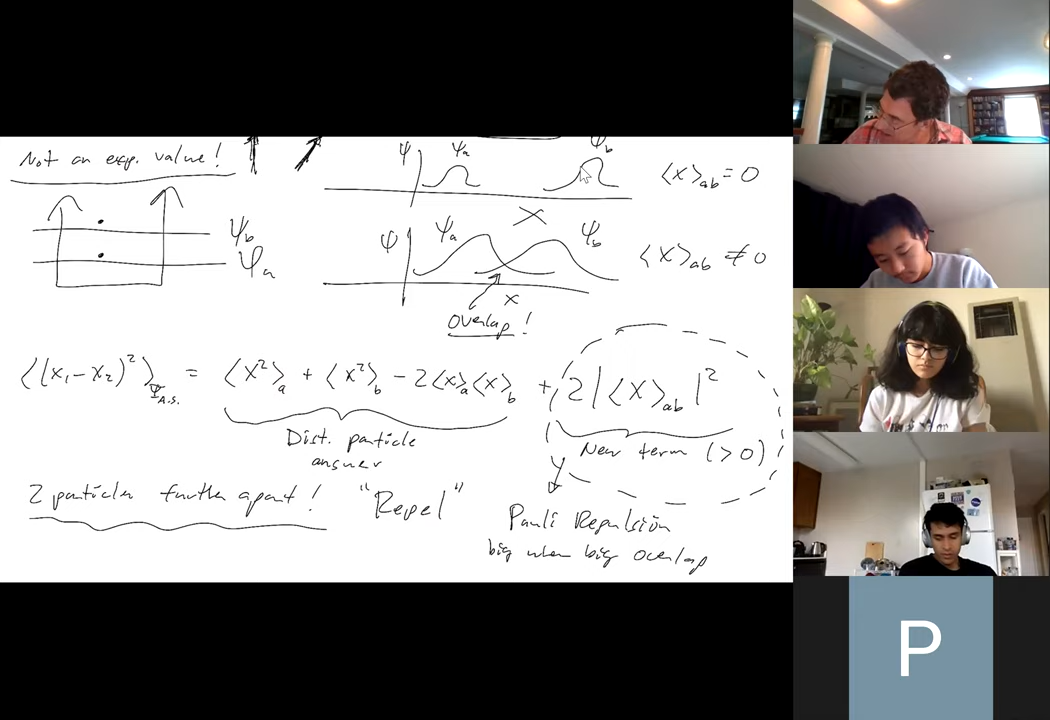 Not an exp. value!
ψ ψa ψb ⟨x⟩ab = 0
x
ψb
ψa
ψ ψa ψb ⟨x⟩ab ≠ 0
x
Overlap!
⟨(x₁-x₂)²⟩Ψ A.S. = ⟨x²⟩a + ⟨x²⟩b - 2⟨x⟩a⟨x⟩b + 2|⟨x⟩ab|²
Dist. particle
answer
New term (>0)
2 particles further apart! "Repel"
Pauli Repulsion
big when big overlap
P